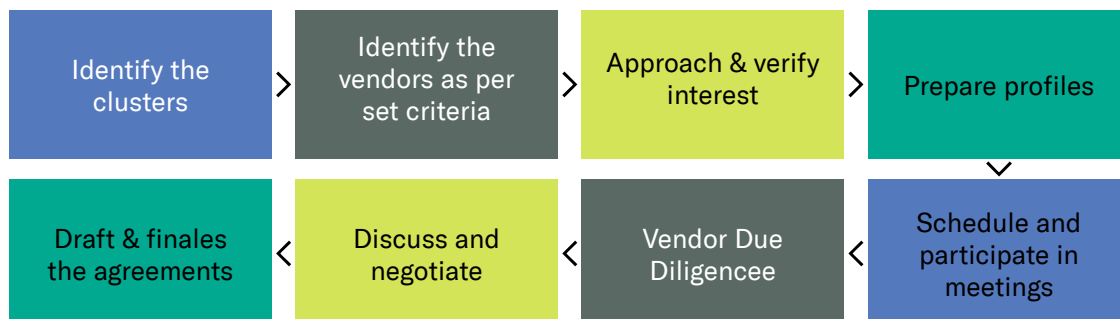 Identify the
clusters
Identify the
vendors as per
set criteria
Approach & verify
interest
Prepare profiles
Schedule and
participate in
meetings
Vendor Due
Diligencee
Discuss and
negotiate
Draft & finales
the agreements